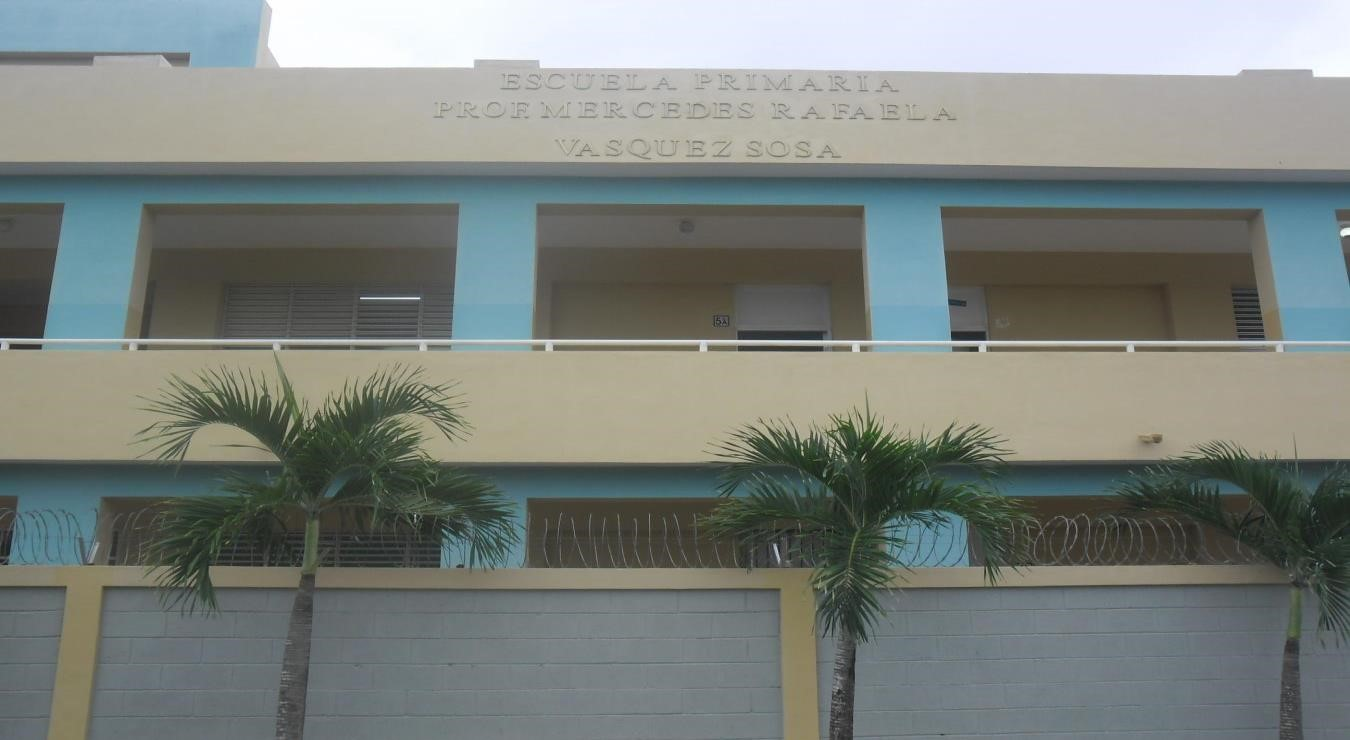 ESCUELA PRIMARIA
PROF. MERCEDES RAFAELA
VASQUEZ SOSA
5A